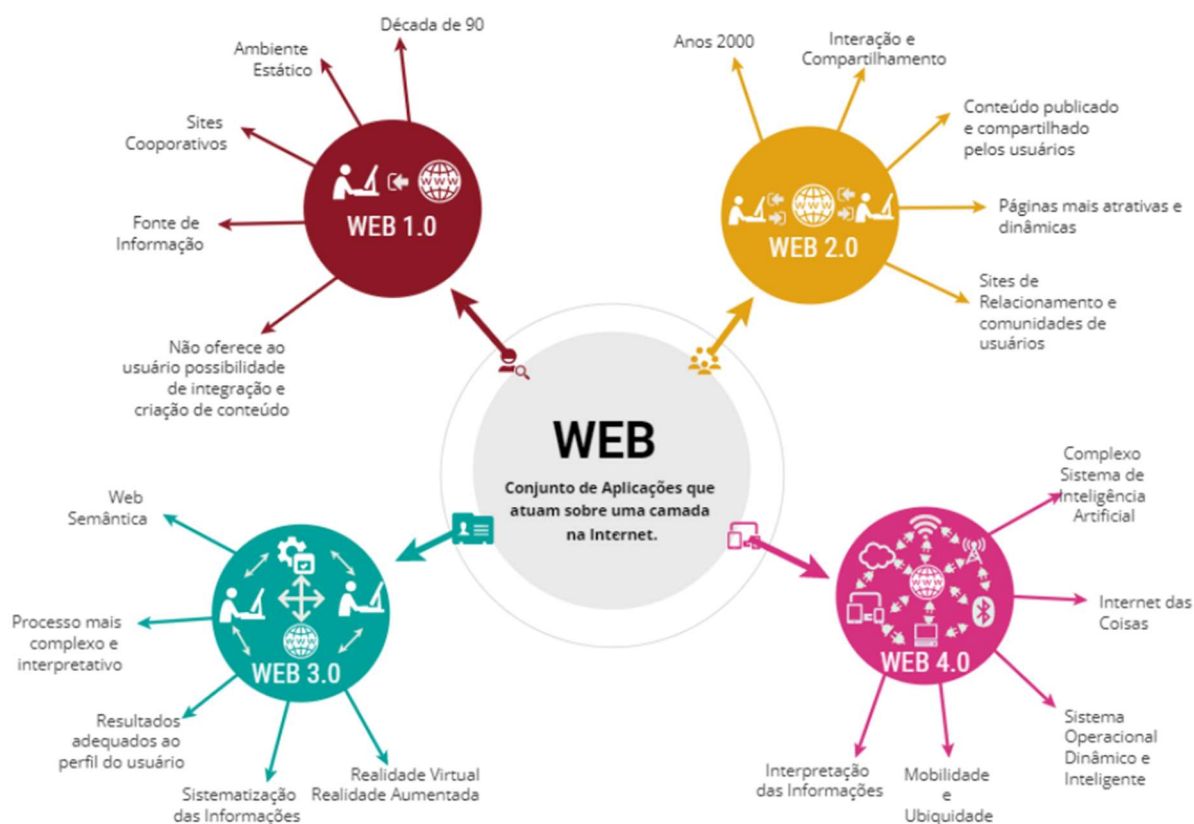 Década de 90
Ambiente
Estático
Sites
Cooperativos
Fonte de
Informação
Não oferece ao
usuário possibilidade
de integração e
criação de conteúdo
WWW
WEB 1.0
Anos 2000
Interação e
Compartilhamento
Conteúdo publicado
e compartilhado
pelos usuários
Páginas mais atrativas e
dinâmicas
Sites de
Relacionamento e
comunidades de
usuários
WWW
WEB 2.0
WEB
Conjunto de Aplicações que
atuam sobre uma camada
na Internet.
Web
Semântica
Processo mais
complexo e
interpretativo
Resultados
adequados ao
perfil do usuário
Sistematização
das Informações
Realidade Virtual
Realidade Aumentada
WWW
WEB 3.0
Complexo
Sistema de
Inteligência
Artificial
Internet das
Coisas
Sistema
Operacional
Dinâmico e
Inteligente
Mobilidade
e
Ubiquidade
Interpretação
das Informações
WWW
WEB 4.0